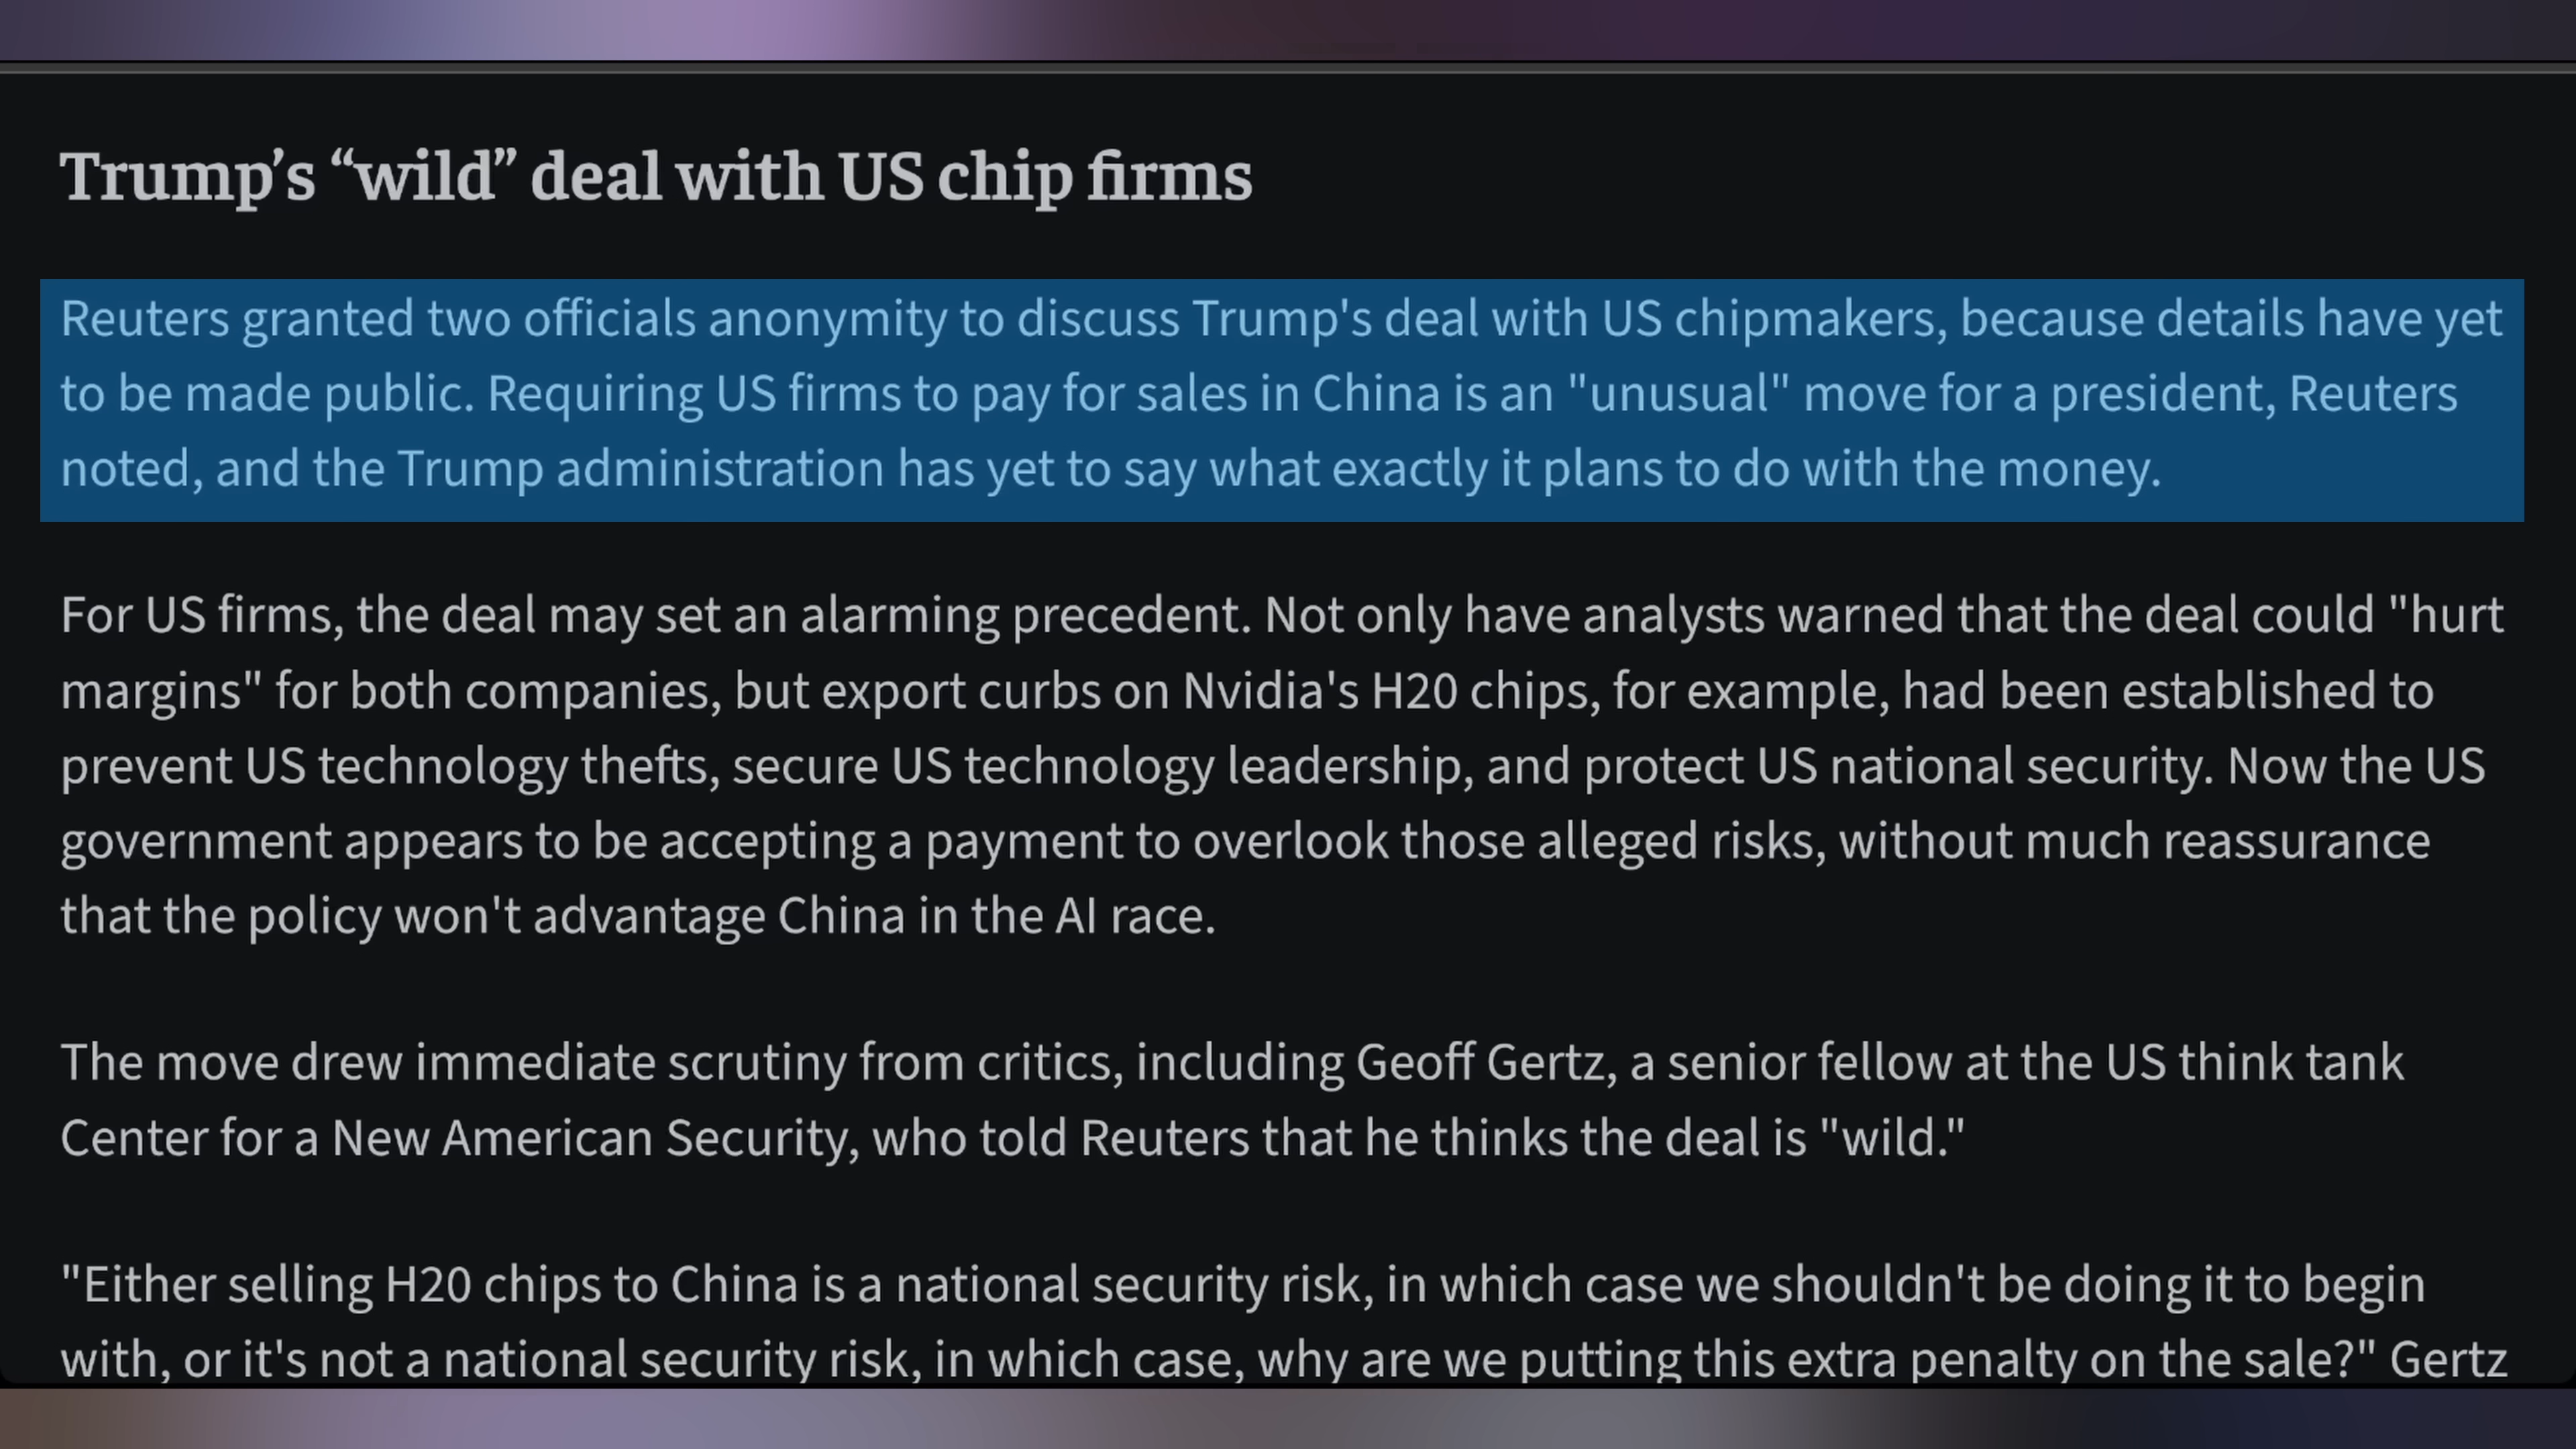 Trump’s “wild” deal with US chip firms
Reuters granted two officials anonymity to discuss Trump's deal with US chipmakers, because details have yet
to be made public. Requiring US firms to pay for sales in China is an "unusual" move for a president, Reuters
noted, and the Trump administration has yet to say what exactly it plans to do with the money.
For US firms, the deal may set an alarming precedent. Not only have analysts warned that the deal could "hurt
margins" for both companies, but export curbs on Nvidia's H20 chips, for example, had been established to
prevent US technology thefts, secure US technology leadership, and protect US national security. Now the US
government appears to be accepting a payment to overlook those alleged risks, without much reassurance
that the policy won't advantage China in the AI race.
The move drew immediate scrutiny from critics, including Geoff Gertz, a senior fellow at the US think tank
Center for a New American Security, who told Reuters that he thinks the deal is "wild."
"Either selling H20 chips to China is a national security risk, in which case we shouldn't be doing it to begin
with, or it's not a national security risk, in which case, why are we putting this extra penalty on the sale?" Gertz